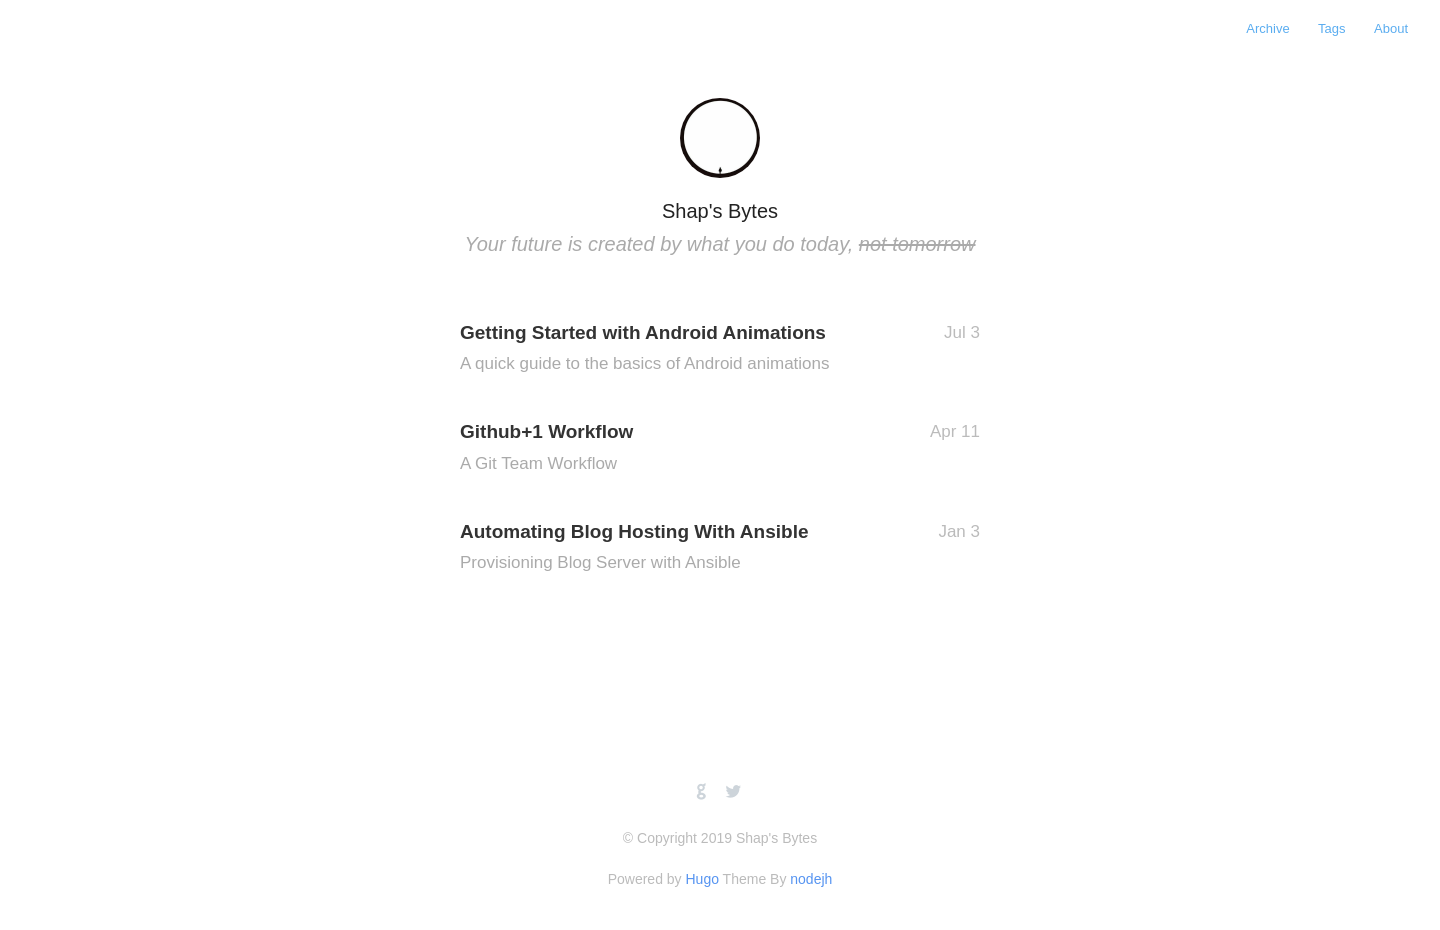 Archive Tags About
Shap's Bytes
Your future is created by what you do today, not tomorrow
Getting Started with Android Animations Jul 3
A quick guide to the basics of Android animations
Github+1 Workflow Apr 11
A Git Team Workflow
Automating Blog Hosting With Ansible Jan 3
Provisioning Blog Server with Ansible
© Copyright 2019 Shap's Bytes
Powered by Hugo Theme By nodejh